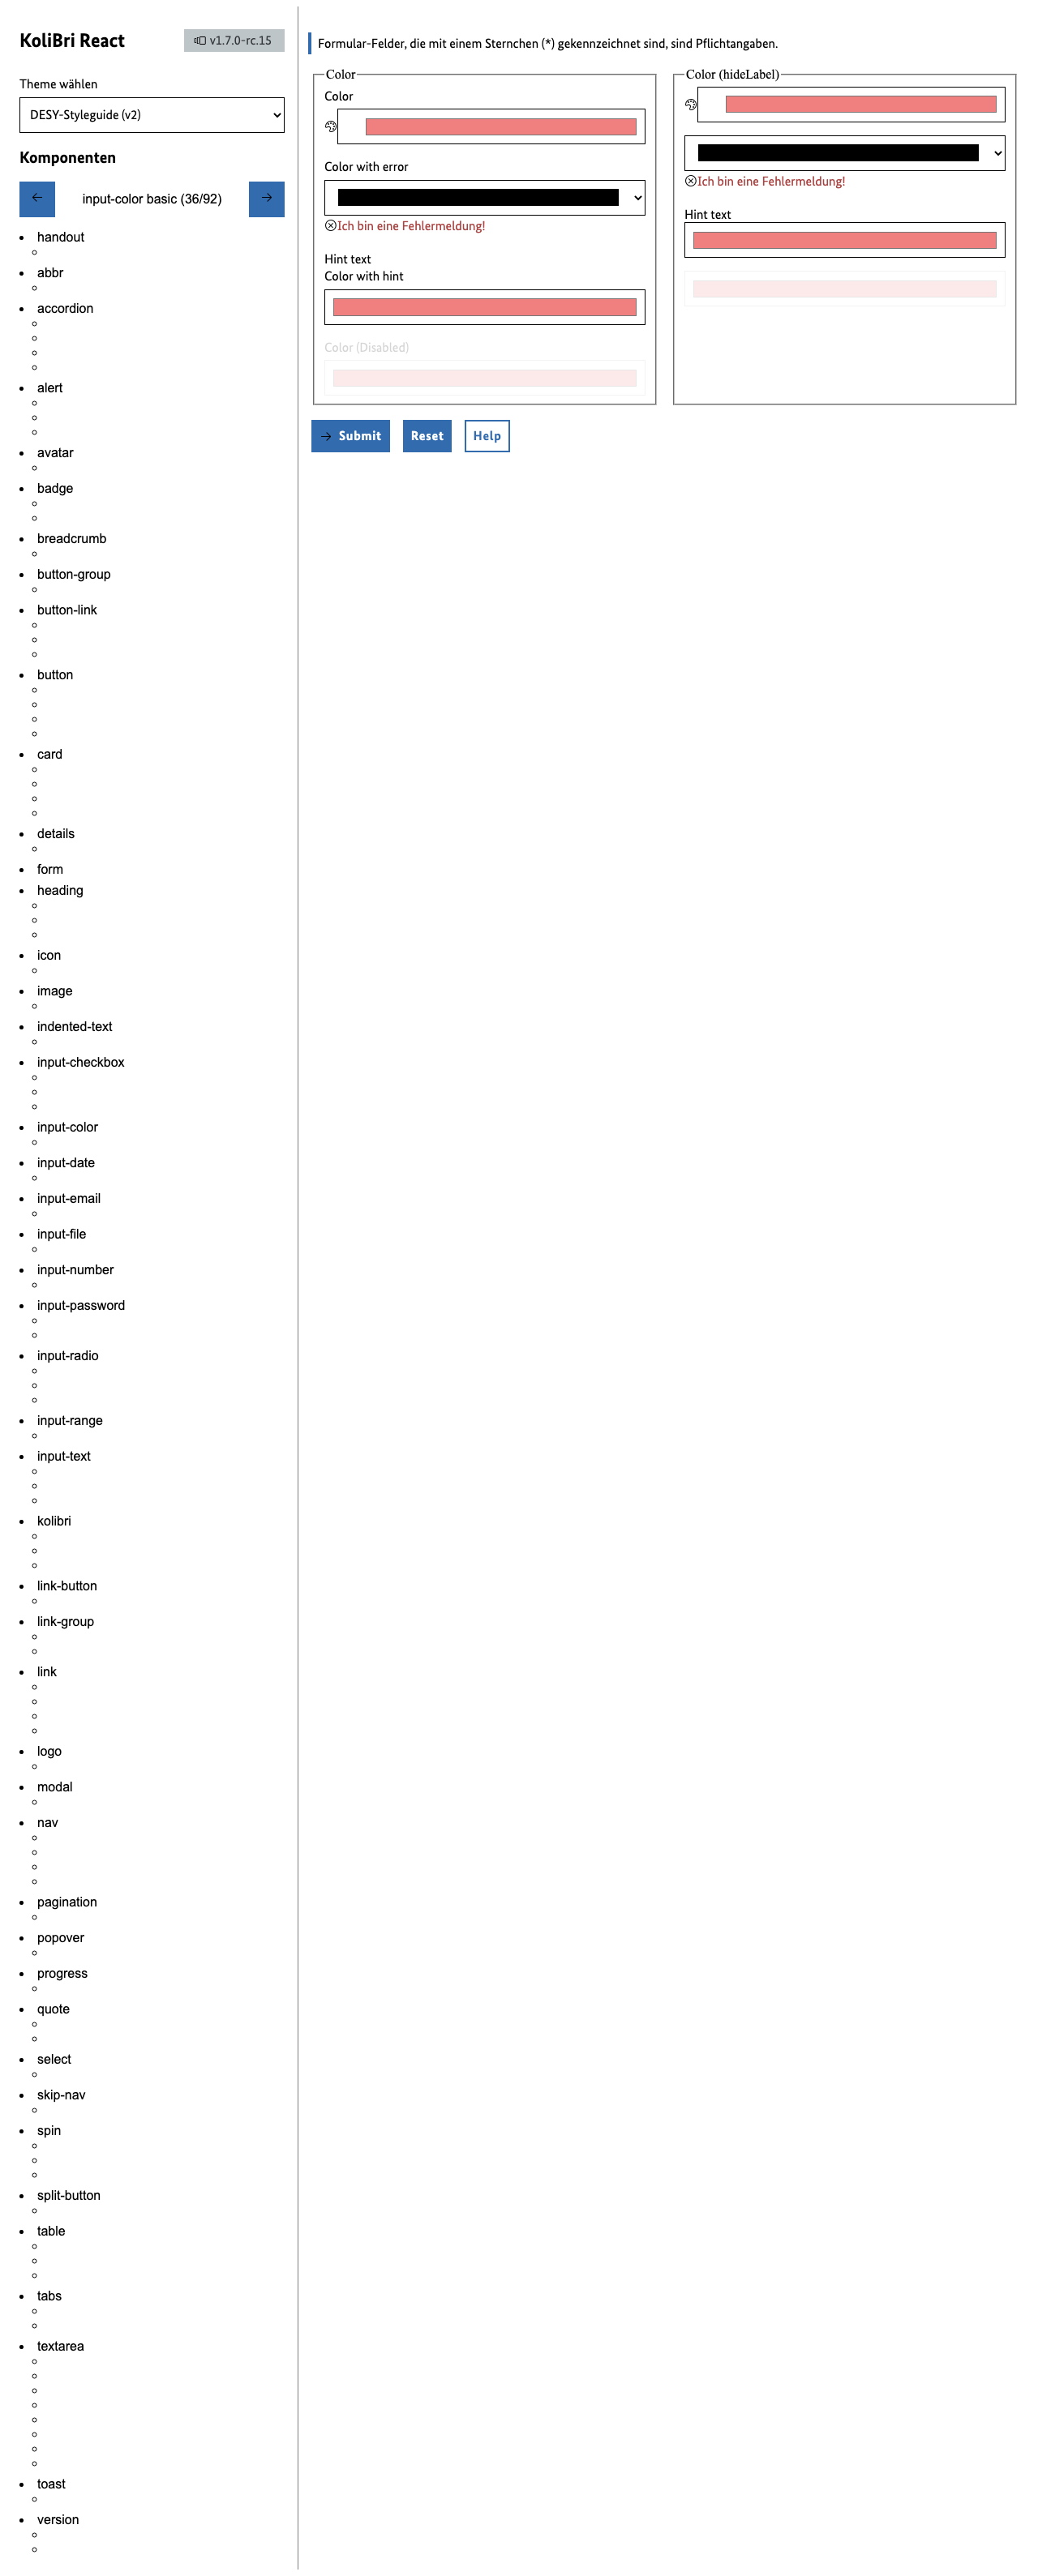 KoliBri React
v1.7.0-rc.15
Theme wählen
DESY-Styleguide (v2)
Komponenten
input-color basic (36/92)
handout
abbr
accordion
alert
avatar
badge
breadcrumb
button-group
button-link
button
card
details
form
heading
icon
image
indented-text
input-checkbox
input-color
input-date
input-email
input-file
input-number
input-password
input-radio
input-range
input-text
kolibri
link-button
link-group
link
logo
modal
nav
pagination
popover
progress
quote
select
skip-nav
spin
split-button
table
tabs
textarea
toast
version
Formular-Felder, die mit einem Sternchen (*) gekennzeichnet sind, sind Pflichtangaben.
Color
Color
Color with error
Ich bin eine Fehlermeldung!
Hint text
Color with hint
Color (Disabled)
Color (hideLabel)
Ich bin eine Fehlermeldung!
Hint text
Submit
Reset
Help